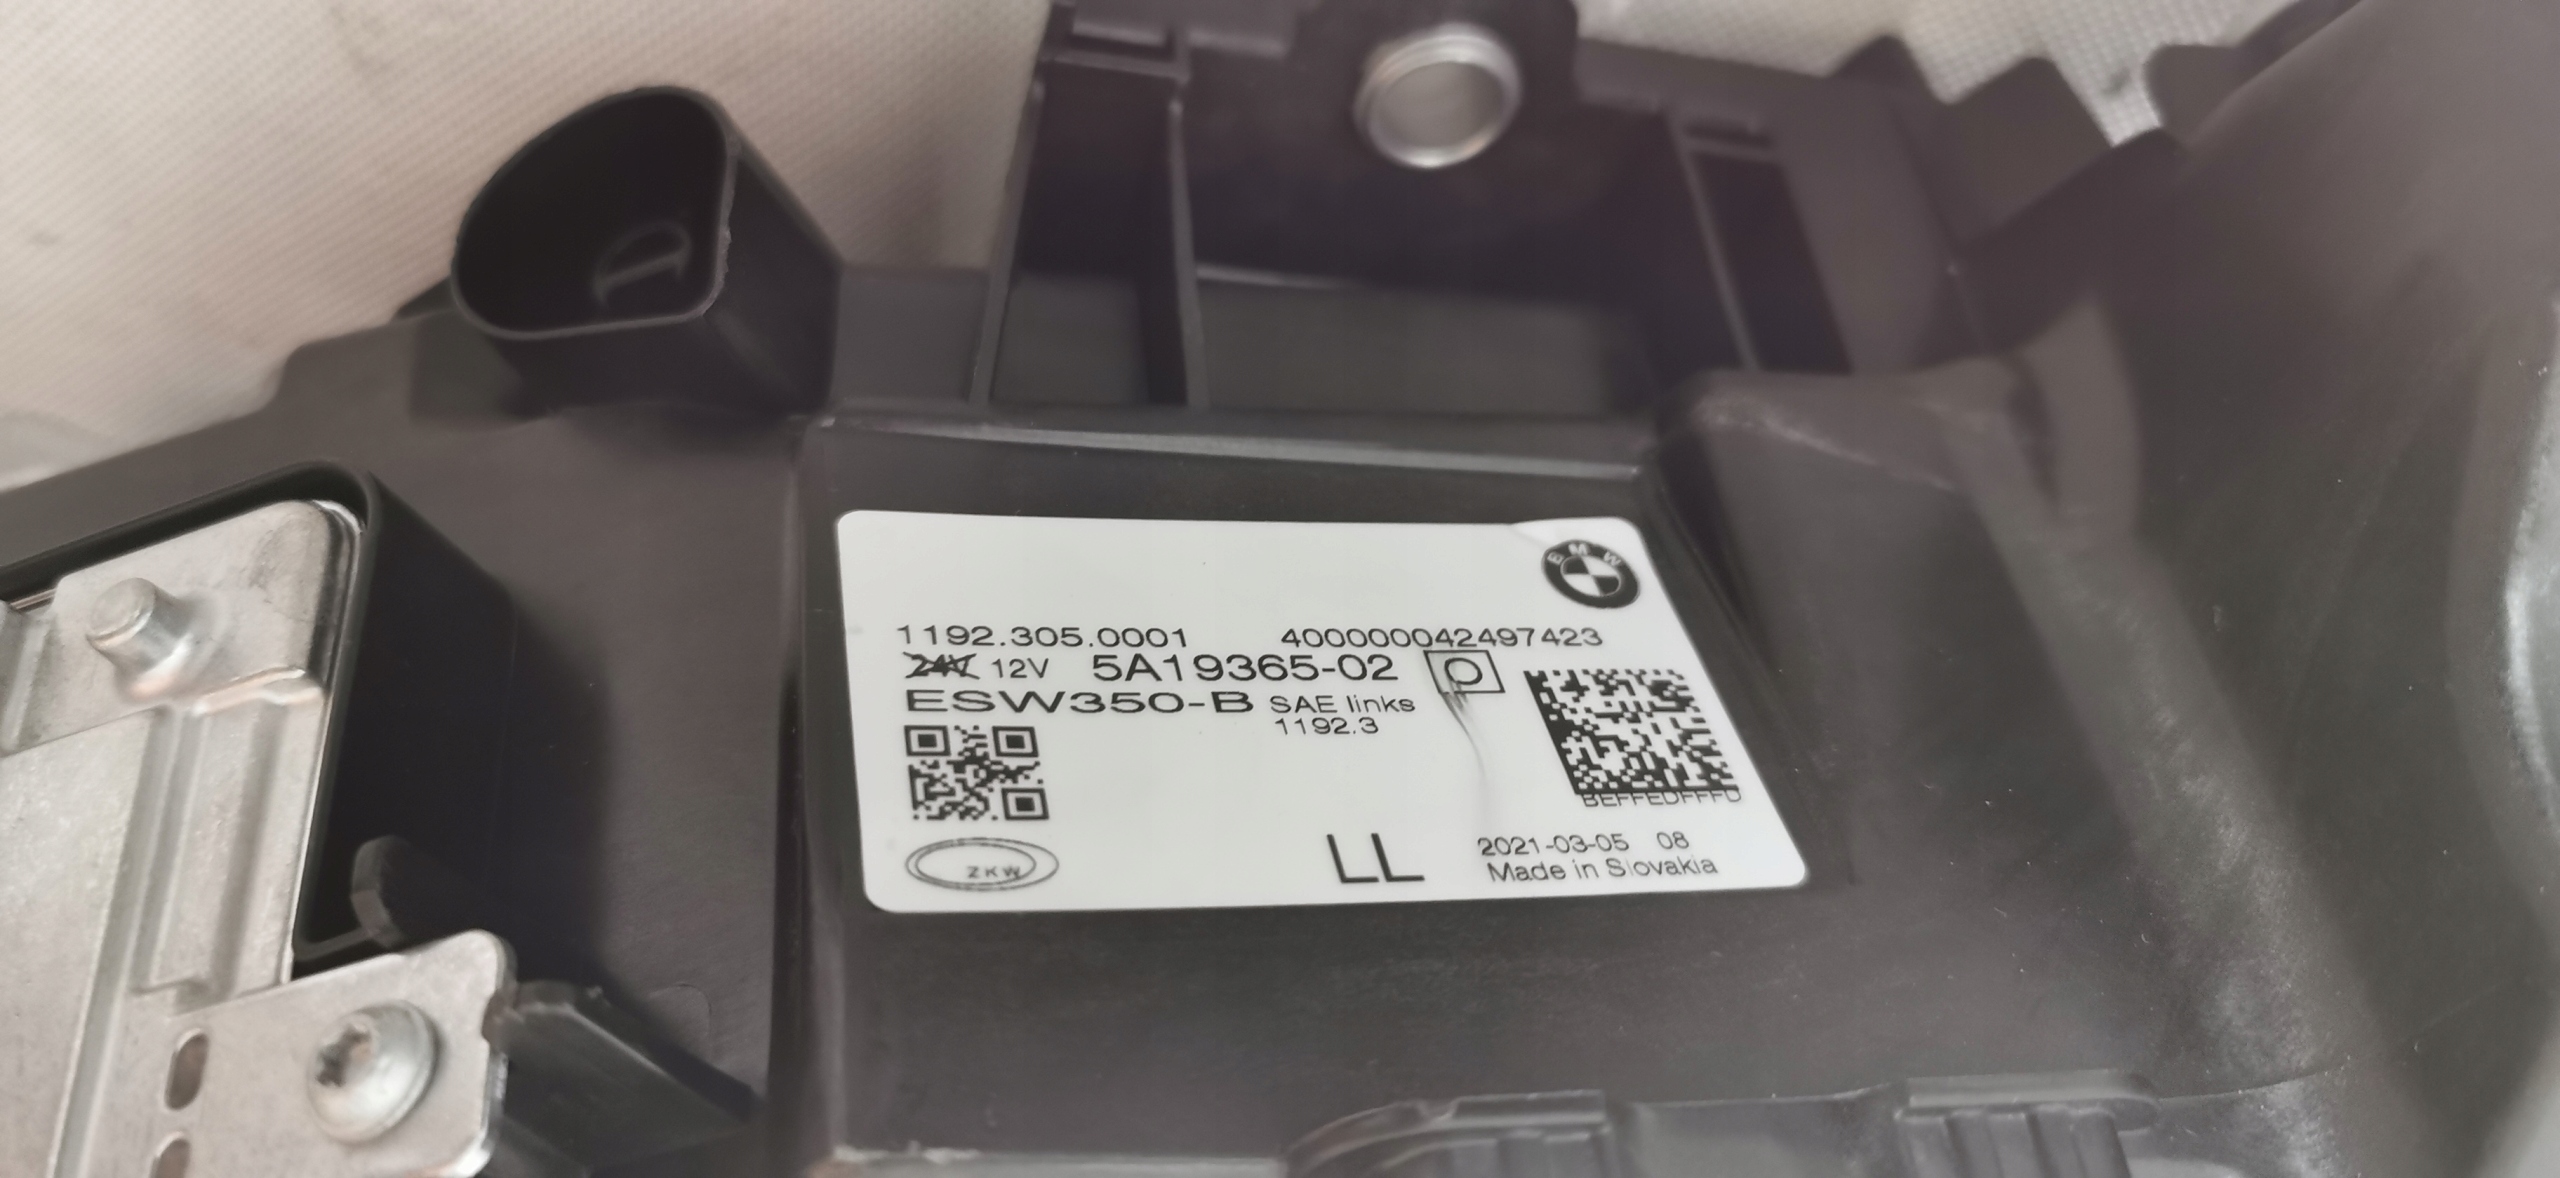 BMW
1192.305.0001 400000042497423
24V 12V 5A19365-02
ESW350-B SAE links
1192.3
BEFFEDFFFD
ZKW
LL
2021-03-05 08
Made in Slovakia